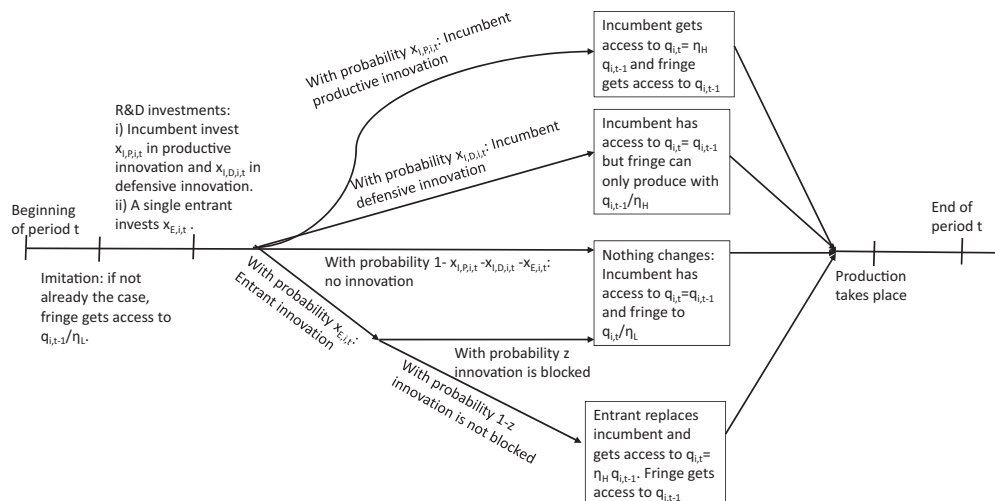 Beginning
of period t
Imitation: if not
already the case,
fringe gets access to
q_{i,t-1}/η_L.
R&D investments:
i) Incumbent invest
x_{I,P,i,t} in productive
innovation and x_{I,D,i,t} in
defensive innovation.
ii) A single entrant
invests x_{E,i,t} .
With probability x_{I,P,i,t}: Incumbent
productive innovation
With probability x_{I,D,i,t}: Incumbent
defensive innovation
With probability 1- x_{I,P,i,t} -x_{I,D,i,t} -x_{E,i,t}:
no innovation
With probability x_{E,i,t}:
Entrant innovation
With probability z
innovation is blocked
With probability 1-z
innovation is not blocked
Incumbent gets
access to q_{i,t}= η_H
q_{i,t-1} and fringe
gets access to q_{i,t-1}
Incumbent has
access to q_{i,t}= q_{i,t-1}
but fringe can
only produce with
q_{i,t-1}/η_H
Nothing changes:
Incumbent has
access to q_{i,t}=q_{i,t-1}
and fringe to
q_{i,t}/η_L
Entrant replaces
incumbent and
gets access to q_{i,t}=
η_H q_{i,t-1}. Fringe gets
access to q_{i,t-1}
Production
takes place
End of
period t